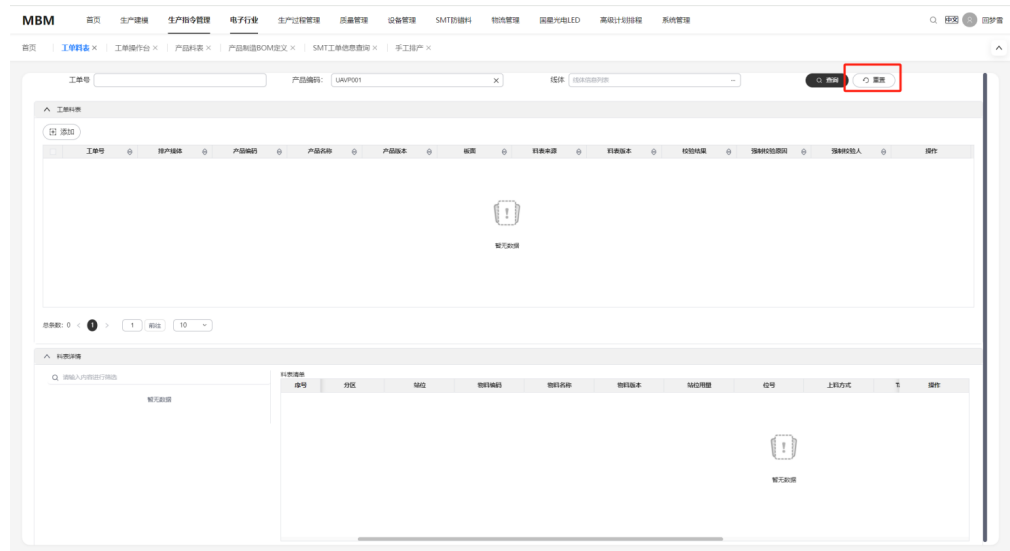 MBM 首页 生产建模 生产指令管理 电子行业 生产过程管理 质量管理 设备管理 SMT防错料 物流管理 国星光电LED 高级计划排程 系统管理 中文 回梦雪
首页 工单料表 × 工单操作台 × 产品料表 × 产品制造BOM定义 × SMT工单信息查询 × 手工排产 ×
工单号 产品编码: UAVP001 × 线体 线体信息列表 查询 重置
工单料表
添加
工单号 排产线体 产品编码 产品名称 产品版本 板面 料表来源 料表版本 校验结果 强制校验原因 强制校验人 操作
暂无数据
总条数: 0 < 1 > 1 前往 10
料表详情
请输入内容进行筛选
暂无数据
料表清单
序号 分区 站位 物料编码 物料名称 物料版本 站位用量 位号 上料方式 操作
暂无数据